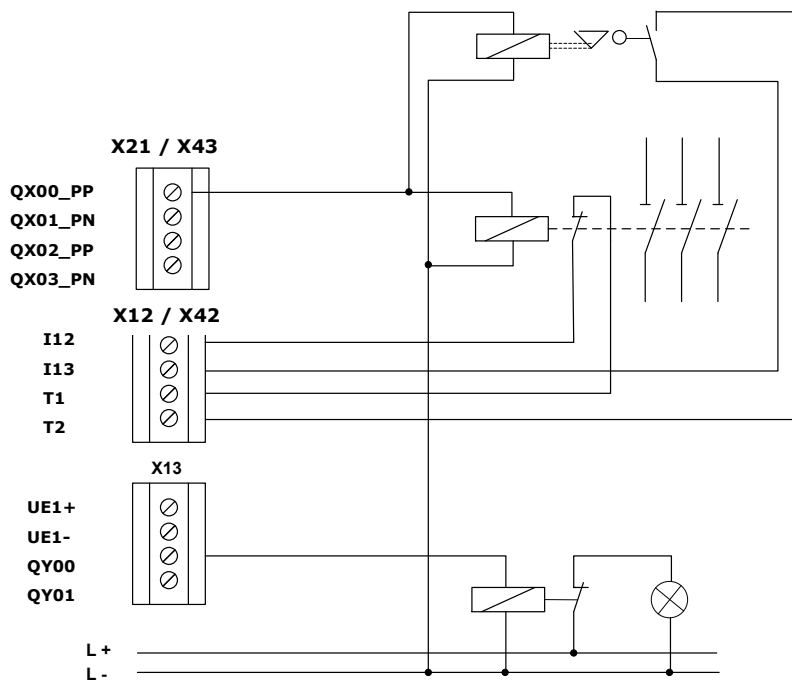 X21 / X43
QX00_PP
QX01_PN
QX02_PP
QX03_PN
X12 / X42
I12
I13
T1
T2
X13
UE1+
UE1-
QY00
QY01
L +
L -